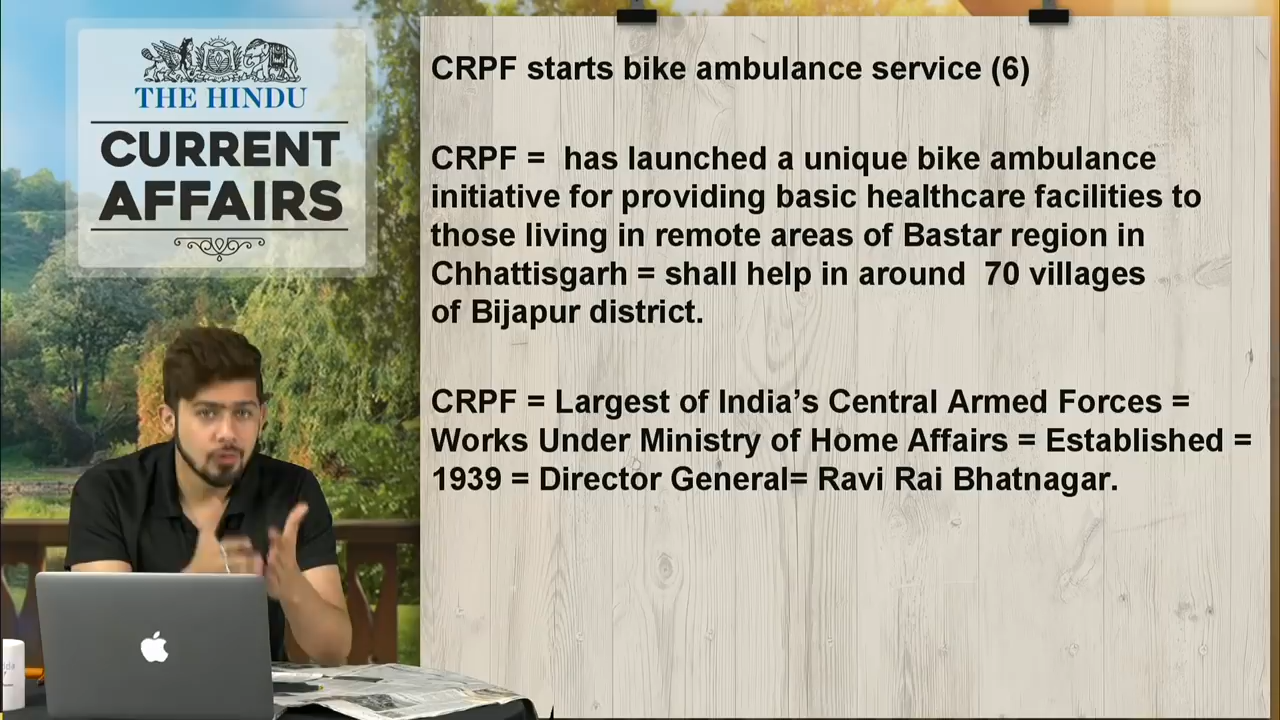 THE HINDU
CURRENT
AFFAIRS
CRPF starts bike ambulance service (6)
CRPF = has launched a unique bike ambulance
initiative for providing basic healthcare facilities to
those living in remote areas of Bastar region in
Chhattisgarh = shall help in around 70 villages
of Bijapur district.
CRPF = Largest of India's Central Armed Forces =
Works Under Ministry of Home Affairs = Established =
1939 = Director General= Ravi Rai Bhatnagar.